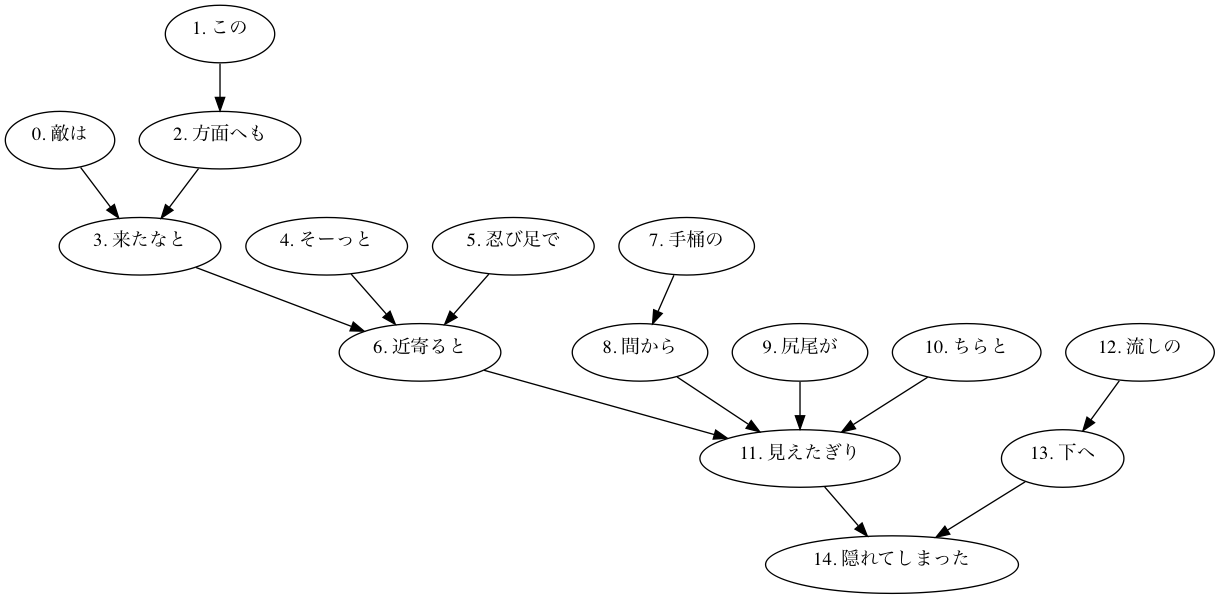 1. この
0. 敵は
2. 方面へも
3. 来たなと
4. そーっと
5. 忍び足で
7. 手桶の
6. 近寄ると
8. 間から
9. 尻尾が
10. ちらと
12. 流しの
11. 見えたぎり
13. 下へ
14. 隠れてしまった